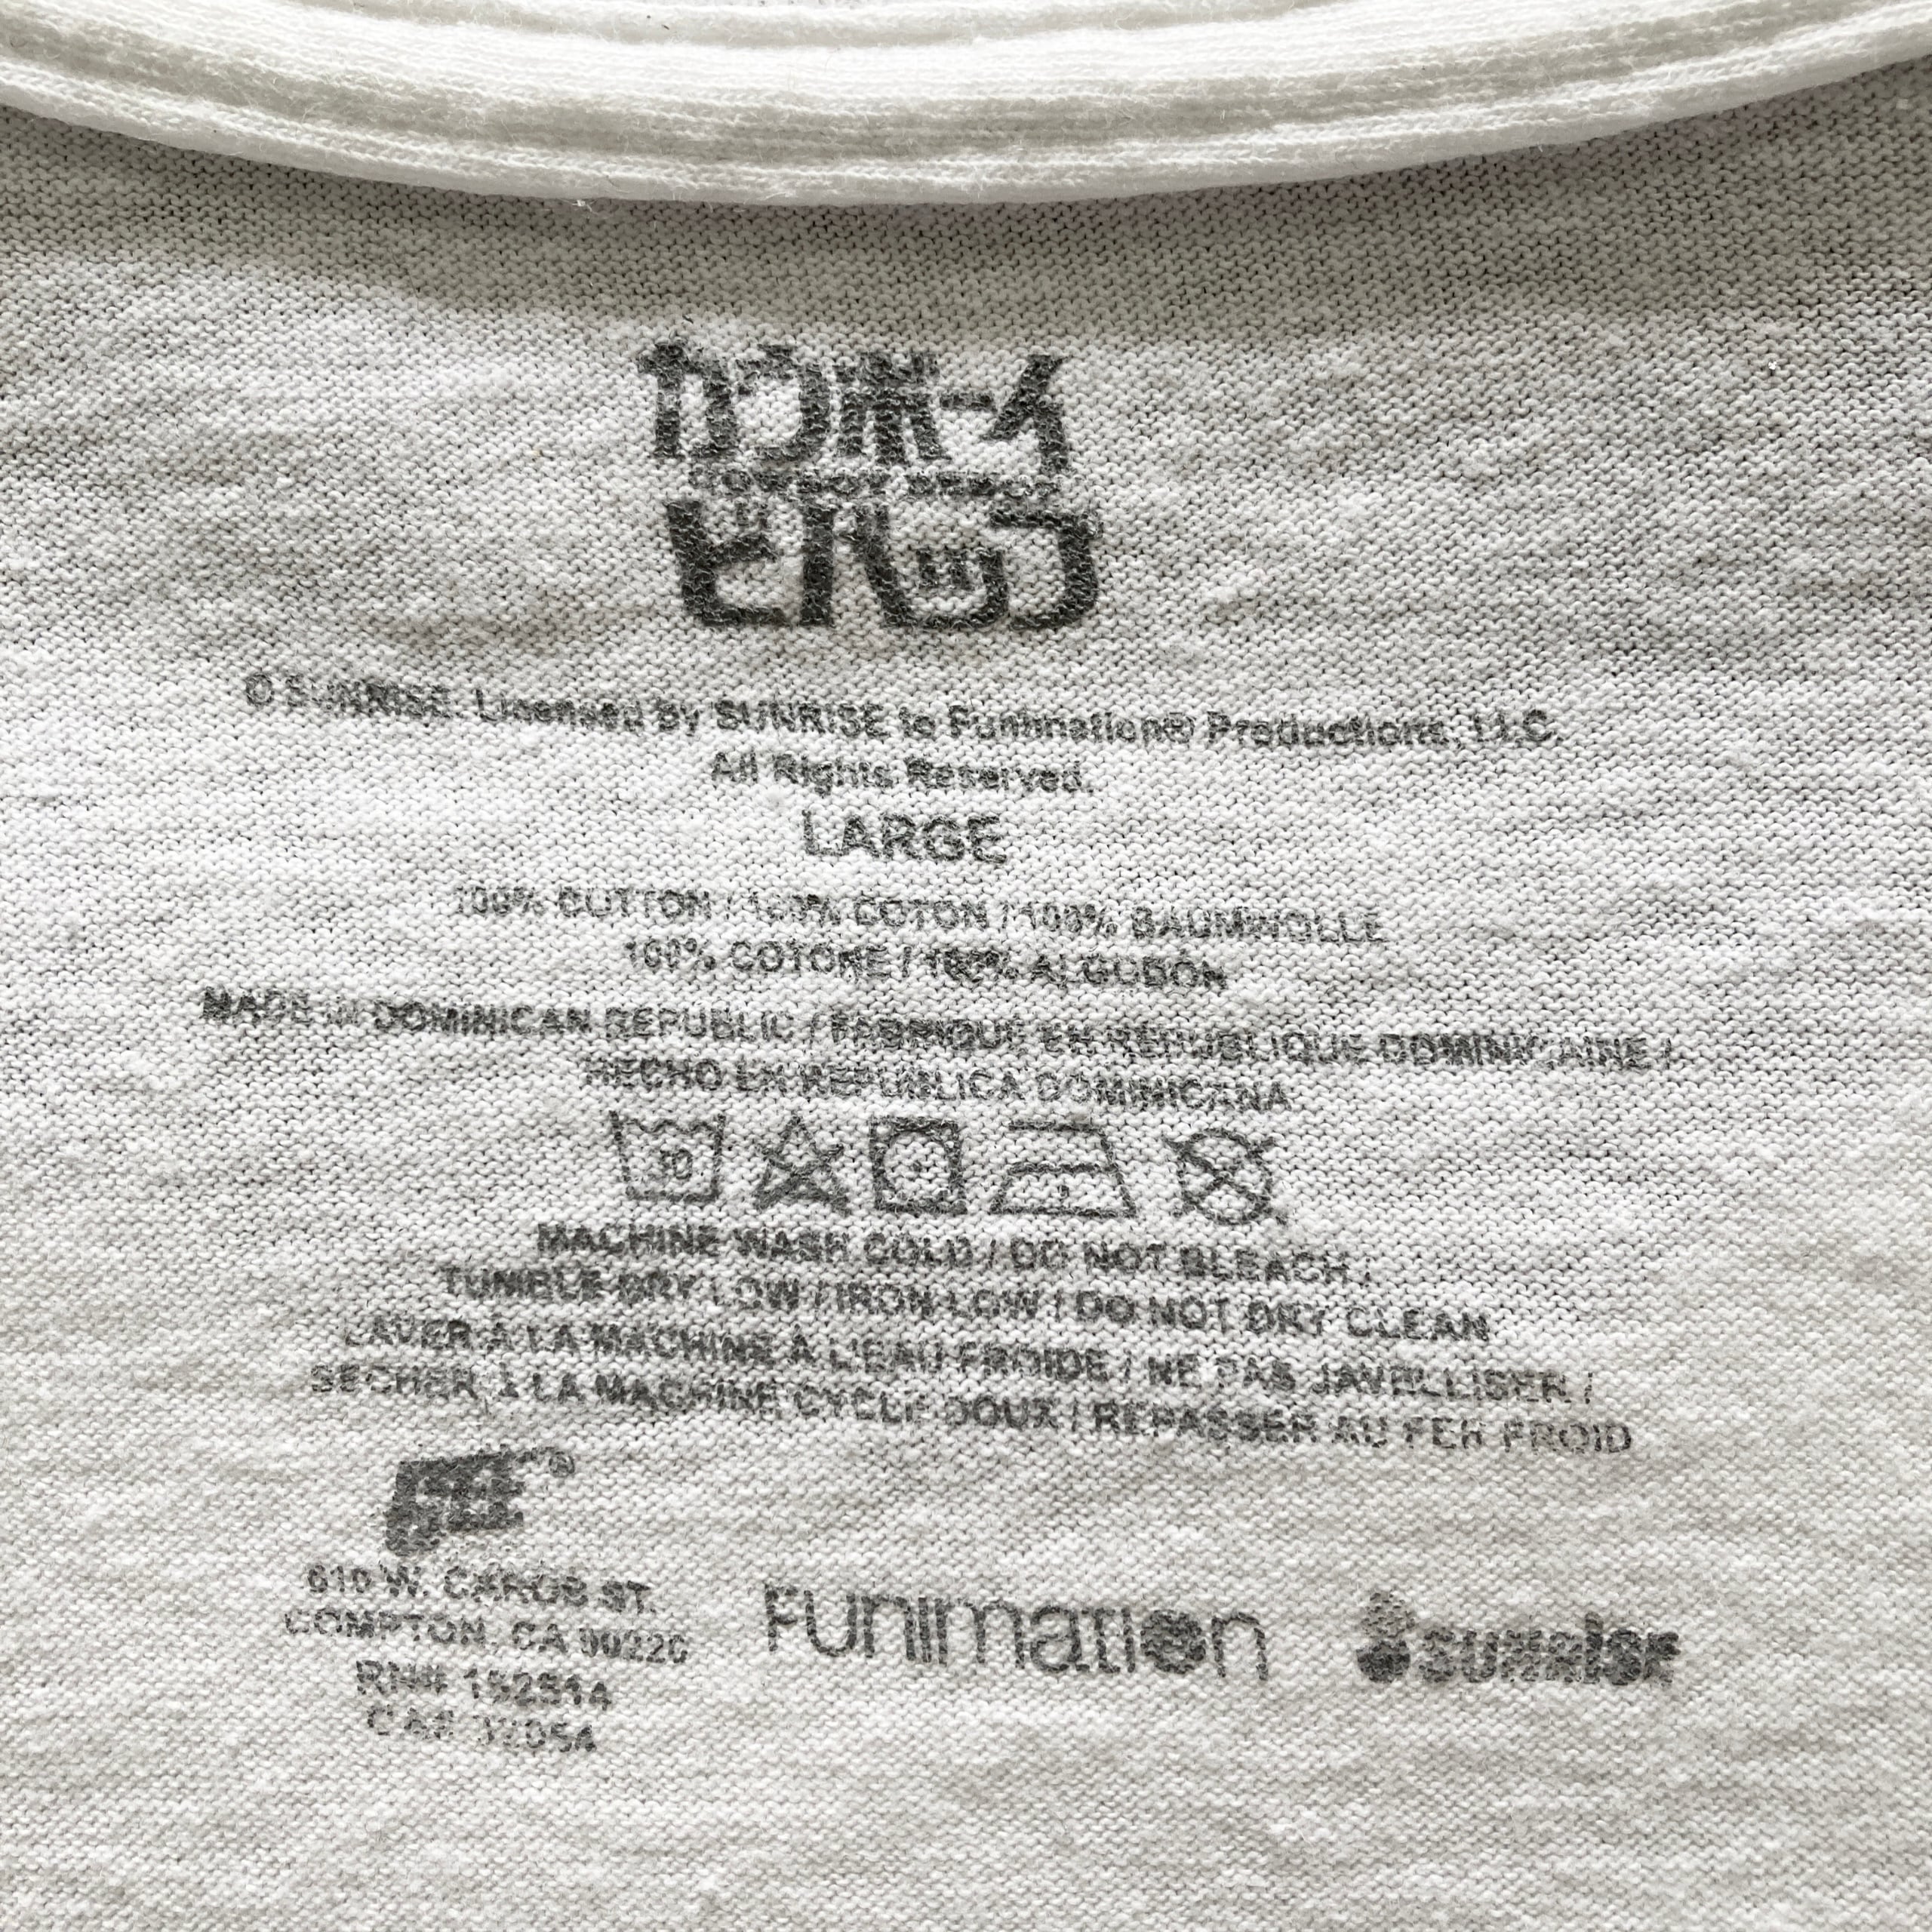 カウボーイ
COWBOY BEBOP
ビバップ
© SUNRISE. Licensed by SUNRISE to Funimation® Productions, LLC.
All Rights Reserved.
LARGE
100% COTTON / 100% COTON / 100% BAUMWOLLE
100% COTONE / 100% ALGODÓN
MADE IN DOMINICAN REPUBLIC / FABRIQUÉ EN RÉPUBLIQUE DOMINICAINE /
HECHO EN REPÚBLICA DOMINICANA
30
MACHINE WASH COLD / DO NOT BLEACH /
TUMBLE DRY LOW / IRON LOW / DO NOT DRY CLEAN
LAVER À LA MACHINE À L'EAU FROIDE / NE PAS JAVELLISER /
SÉCHER À LA MACHINE CYCLE DOUX / REPASSER AU FER FROID
®
610 W. ST.
COMPTON, CA 90220
RN#
CA# 32054
Funimation
SUNRISE